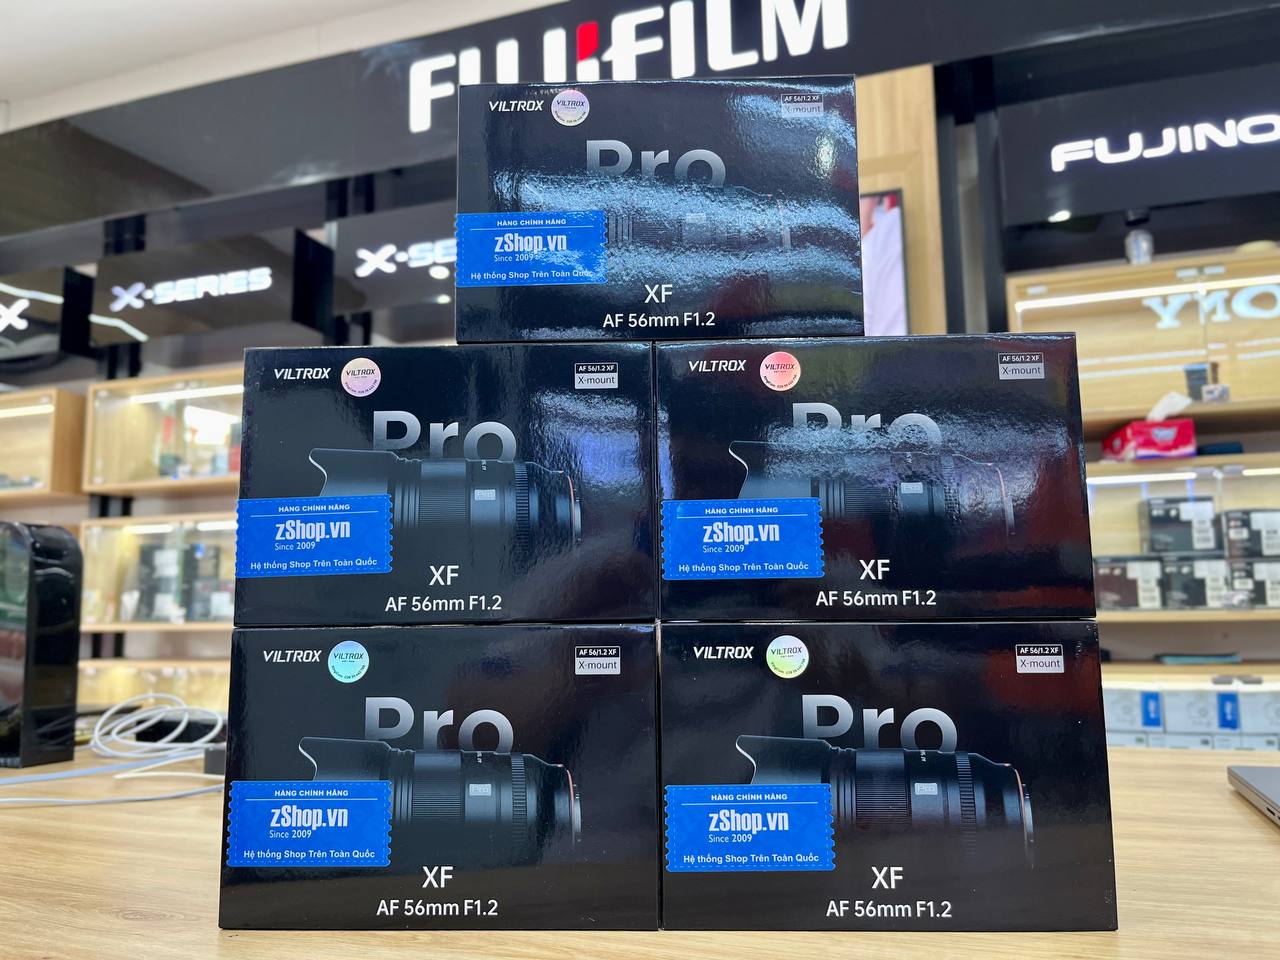 FUJIFILM
FUJINO
X-SERIES
X-SE
X
YNO
VILTROX
VILTROX
AF 56/1.2 XF
X-mount
Pro
HÀNG CHÍNH HÃNG
zShop.vn
Since 2009
Hệ thống Shop Trên Toàn Quốc
XF
AF 56mm F1.2
VILTROX
VILTROX
AF 56/1.2 XF
X-mount
Pro
Pro
HÀNG CHÍNH HÃNG
zShop.vn
Since 2009
Hệ thống Shop Trên Toàn Quốc
XF
AF 56mm F1.2
VILTROX
VILTROX
AF 56/1.2 XF
X-mount
Pro
Pro
HÀNG CHÍNH HÃNG
zShop.vn
Since 2009
Hệ thống Shop Trên Toàn Quốc
XF
AF 56mm F1.2
VILTROX
VILTROX
AF 56/1.2 XF
X-mount
Pro
Pro
HÀNG CHÍNH HÃNG
zShop.vn
Since 2009
Hệ thống Shop Trên Toàn Quốc
XF
AF 56mm F1.2
VILTROX
VILTROX
AF 56/1.2 XF
X-mount
Pro
Pro
HÀNG CHÍNH HÃNG
zShop.vn
Since 2009
Hệ thống Shop Trên Toàn Quốc
XF
AF 56mm F1.2